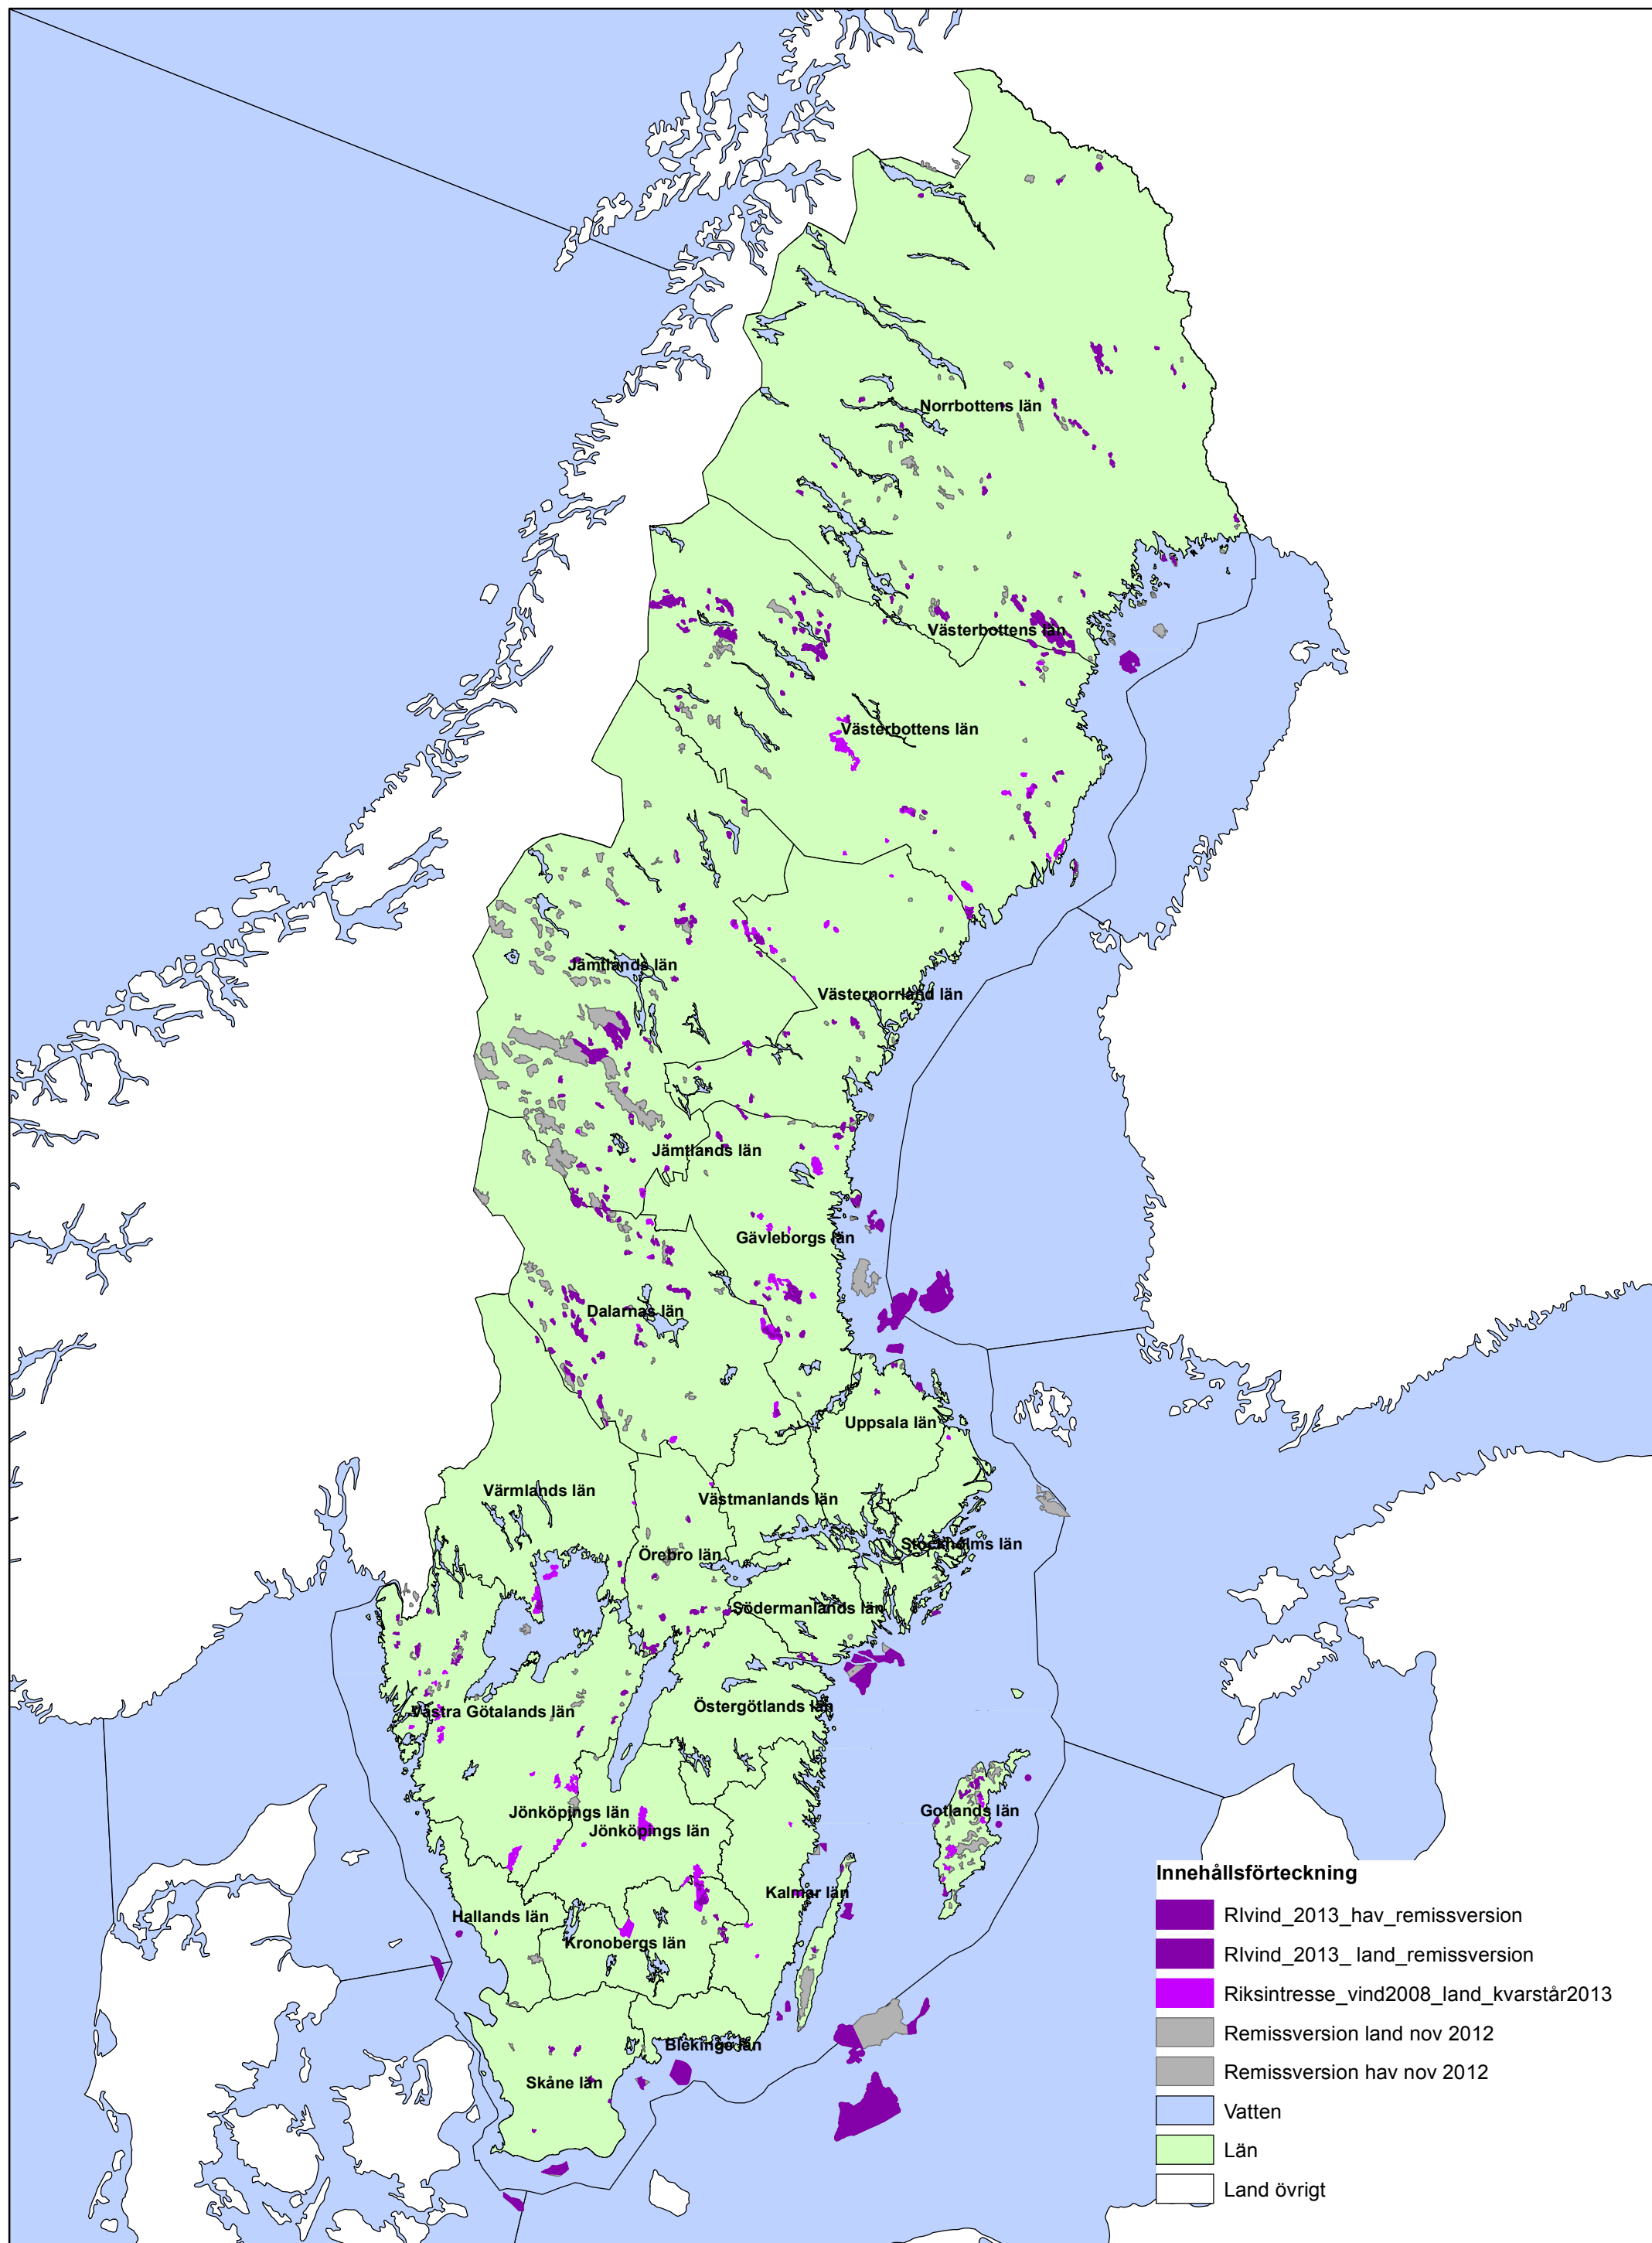 Norrbottens län
Västerbottens län
Västerbottens län
Jämtlands län
Västernorrland län
Jämtlands län
Gävleborgs län
Dalarnas län
Uppsala län
Värmlands län
Västmanlands län
Stockholms län
Örebro län
Södermanlands län
Östergötlands län
Västra Götalands län
Jönköpings län
Gotlands län
Jönköpings län
Kalmar län
Hallands län
Kronobergs län
Blekinge län
Skåne län
Innehållsförteckning
RIvind_2013_hav_remissversion
RIvind_2013_ land_remissversion
Riksintresse_vind2008_land_kvarstår2013
Remissversion land nov 2012
Remissversion hav nov 2012
Vatten
Län
Land övrigt